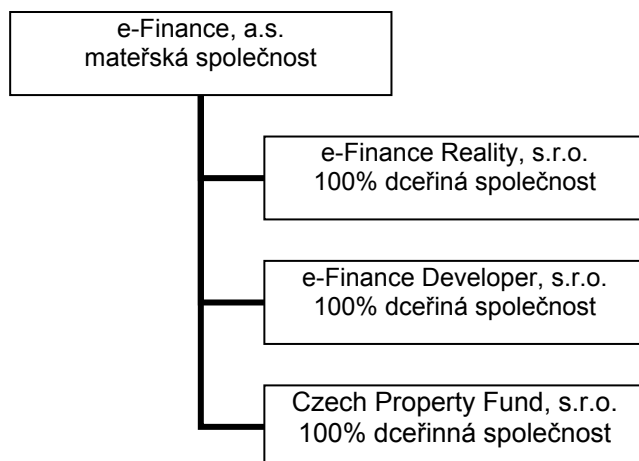 e-Finance, a.s.
mateřská společnost
e-Finance Reality, s.r.o.
100% dceřiná společnost
e-Finance Developer, s.r.o.
100% dceřiná společnost
Czech Property Fund, s.r.o.
100% dceřinná společnost